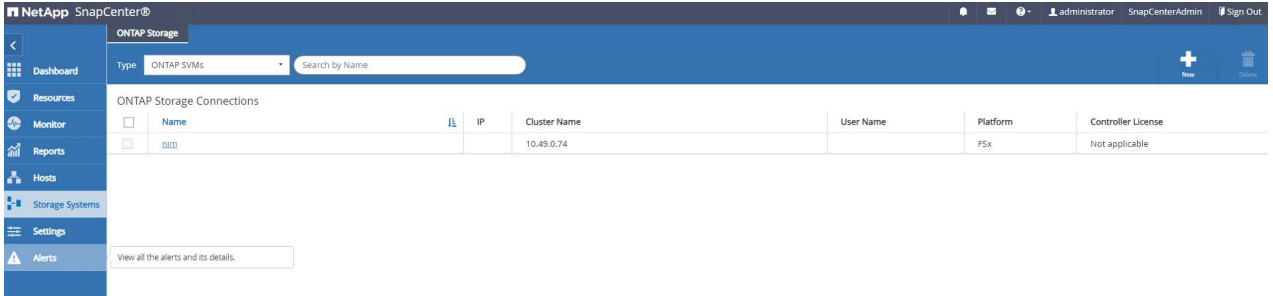 NetApp SnapCenter®
administrator SnapCenterAdmin Sign Out
ONTAP Storage
Type ONTAP SVMs Search by Name
New Delete
Dashboard
Resources
Monitor
Reports
Hosts
Storage Systems
Settings
Alerts
View all the alerts and its details.
ONTAP Storage Connections
Name IP Cluster Name User Name Platform Controller License
nim 10.49.0.74 FSx Not applicable